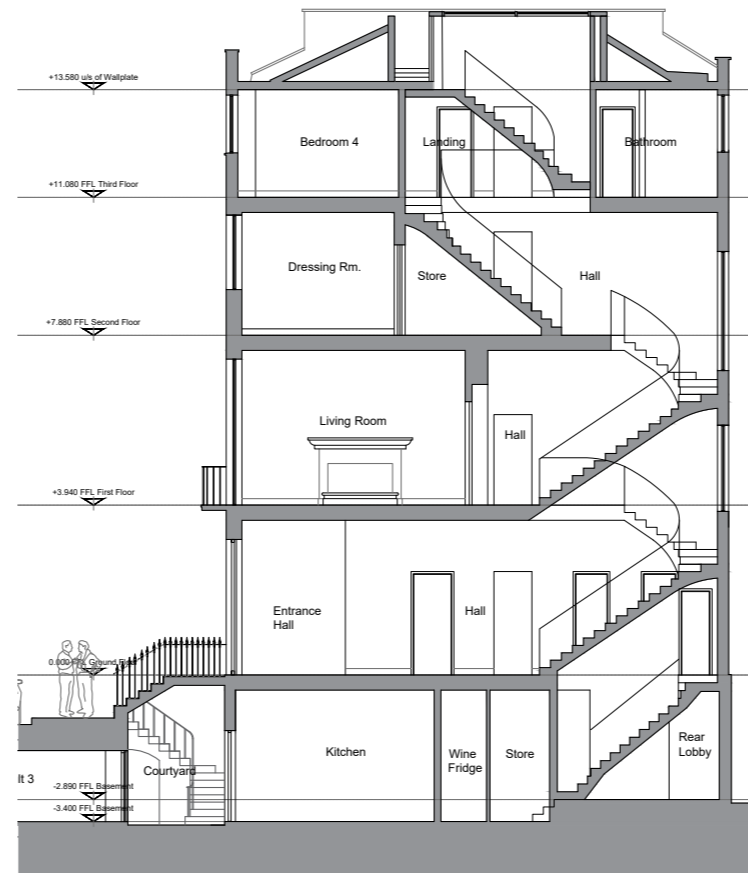 +13.580 u/s of Wallplate
Bedroom 4
Landing
Bathroom
+11.080 FFL Third Floor
Dressing Rm.
Store
Hall
+7.880 FFL Second Floor
Living Room
Hall
+3.940 FFL First Floor
Entrance
Hall
Hall
0.000 FFL Ground Floor
Kitchen
Wine
Fridge
Store
Rear
Lobby
Courtyard
lt 3
-2.890 FFL Basement
-3.400 FFL Basement